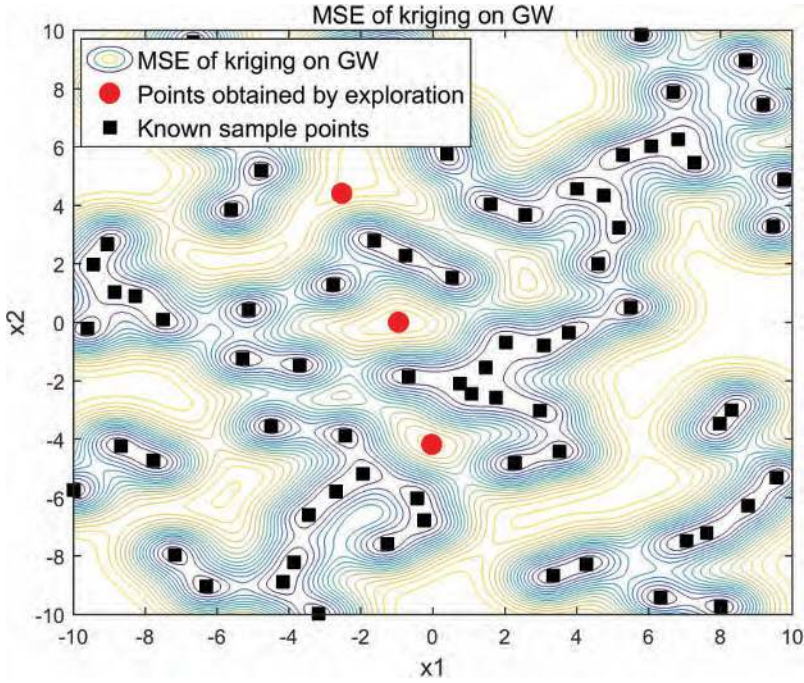 MSE of kriging on GW
10
MSE of kriging on GW
Points obtained by exploration
Known sample points
8
6
4
2
0
-2
-4
-6
-8
-10
x2
-10 -8 -6 -4 -2 0 2 4 6 8 10
x1